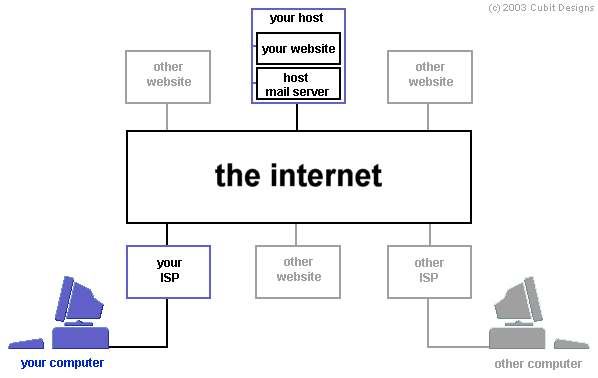 (c) 2003 Cubit Designs
your host
your website
host
mail server
other
website
other
website
the internet
your
ISP
other
website
other
ISP
your computer
other computer